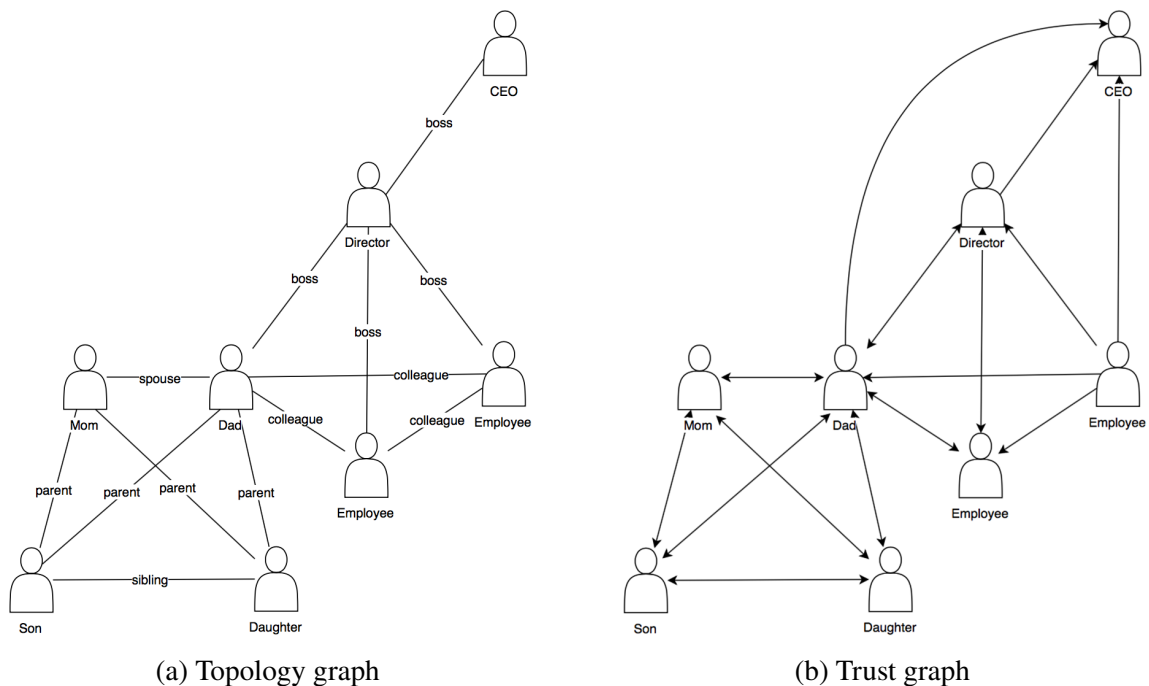 CEO
boss
Director
boss
boss
boss
spouse
colleague
Mom
Dad
colleague
colleague
Employee
parent
parent
parent
parent
Employee
sibling
Son
Daughter
(a) Topology graph
CEO
Director
Mom
Dad
Employee
Employee
Son
Daughter
(b) Trust graph